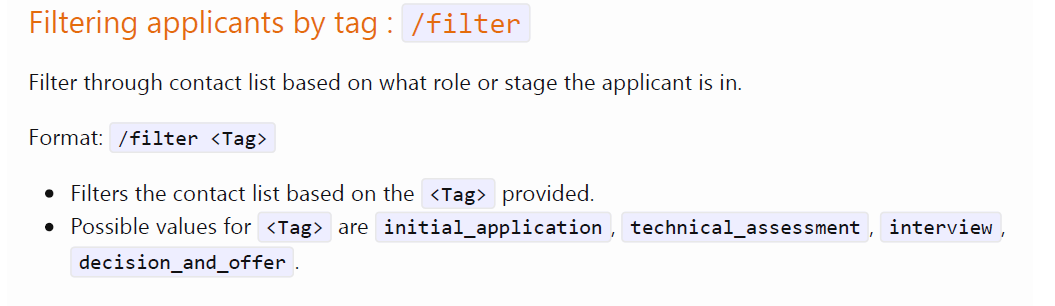 Filtering applicants by tag : /filter
Filter through contact list based on what role or stage the applicant is in.
Format: /filter <Tag>
• Filters the contact list based on the <Tag> provided.
• Possible values for <Tag> are initial_application, technical_assessment, interview,
decision_and_offer.